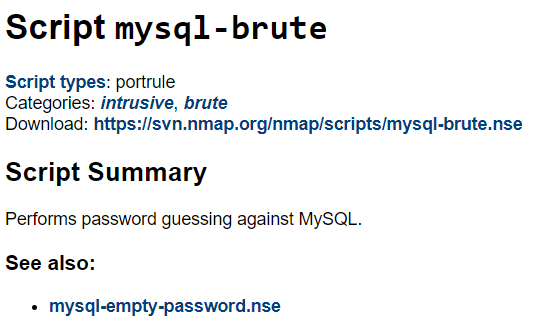 Script mysql-brute
Script types: portrule
Categories: intrusive, brute
Download: https://svn.nmap.org/nmap/scripts/mysql-brute.nse
Script Summary
Performs password guessing against MySQL.
See also:
• mysql-empty-password.nse